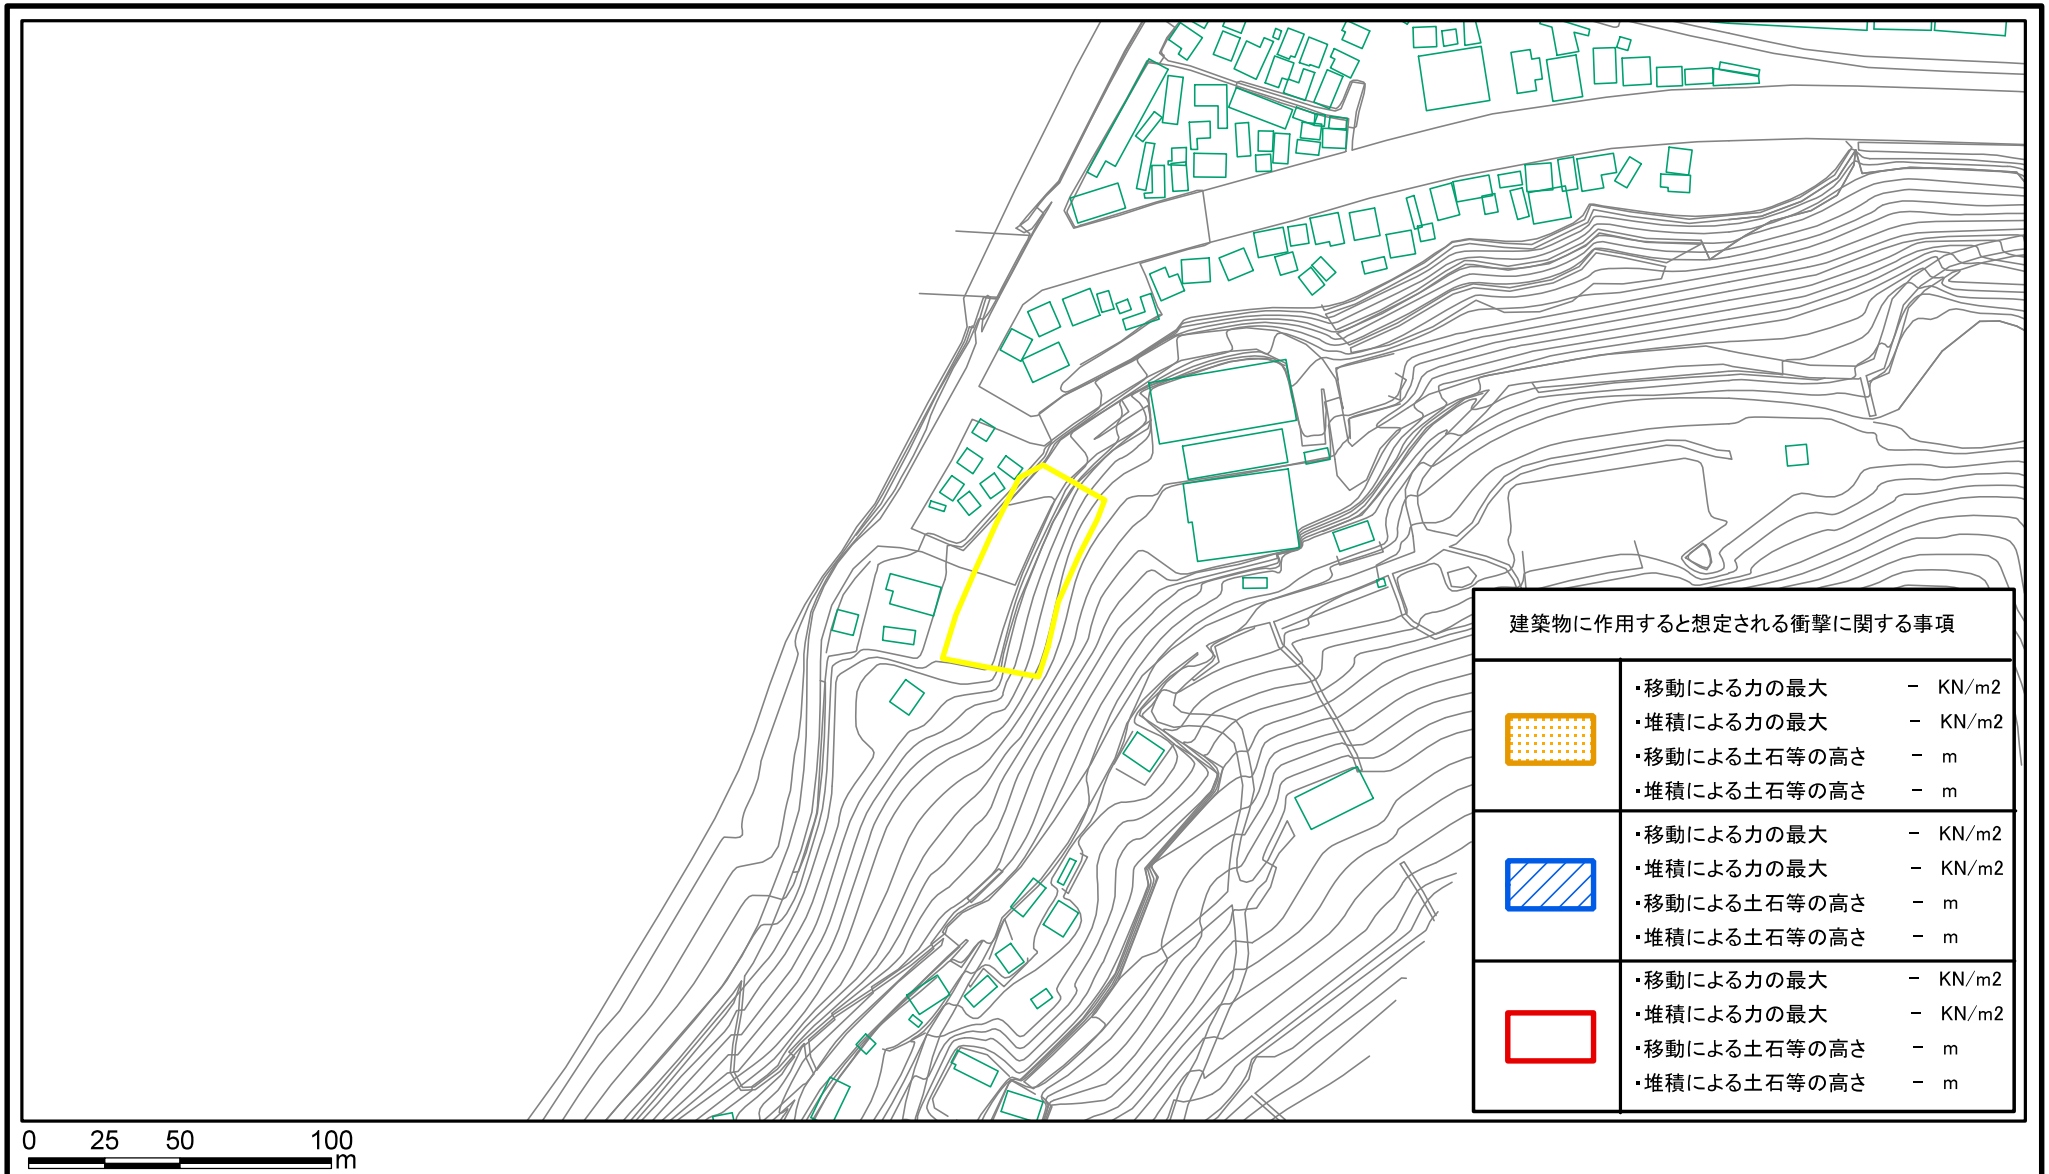 建築物に作用すると想定される衝撃に関する事項
・移動による力の最大 - KN/m2
・堆積による力の最大 - KN/m2
・移動による土石等の高さ - m
・堆積による土石等の高さ - m
・移動による力の最大 - KN/m2
・堆積による力の最大 - KN/m2
・移動による土石等の高さ - m
・堆積による土石等の高さ - m
・移動による力の最大 - KN/m2
・堆積による力の最大 - KN/m2
・移動による土石等の高さ - m
・堆積による土石等の高さ - m
0 25 50 100
m